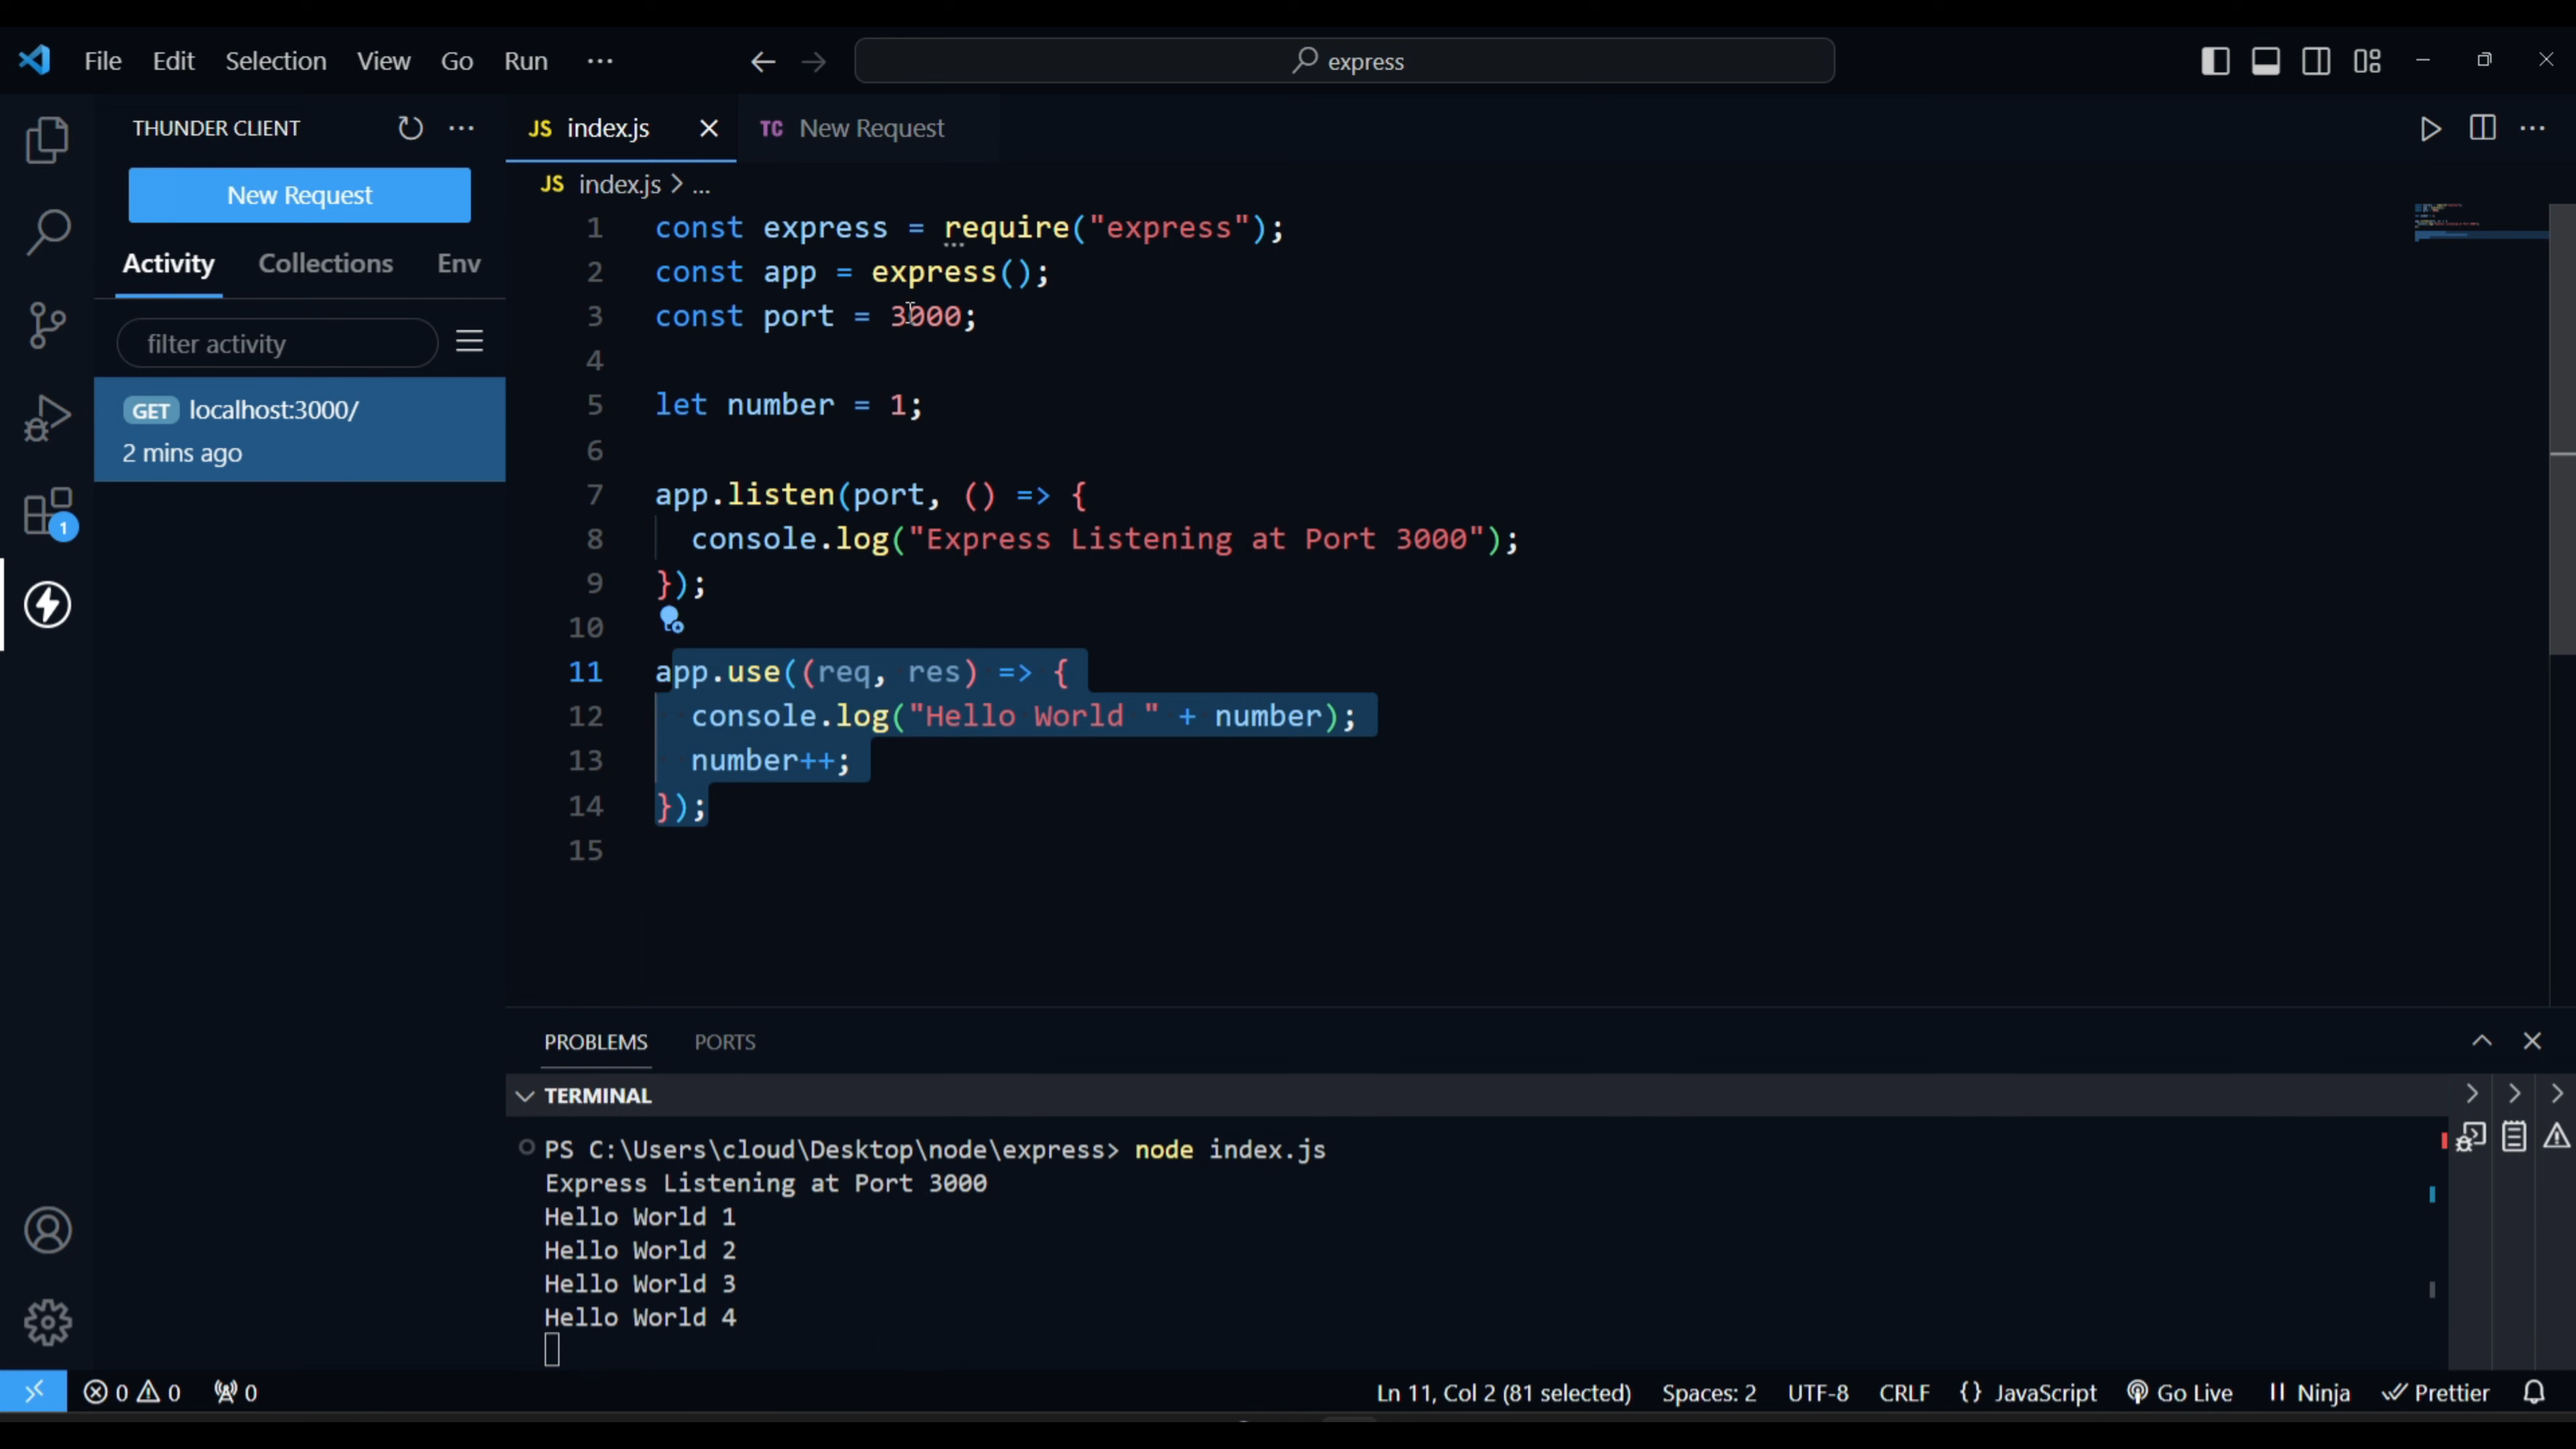 File Edit Selection View Go Run ···
express
THUNDER CLIENT ···
New Request
Activity Collections Env
filter activity
GET localhost:3000/
2 mins ago
1
JS index.js
TC New Request
JS index.js > ...
1 const express = require("express");
2 const app = express();
3 const port = 3000;
4
5 let number = 1;
6
7 app.listen(port, () => {
8 console.log("Express Listening at Port 3000");
9 });
10
11 app.use((req, res) => {
12 console.log("Hello World " + number);
13 number++;
14 });
15
PROBLEMS PORTS
TERMINAL
PS C:\Users\cloud\Desktop\node\express> node index.js
Express Listening at Port 3000
Hello World 1
Hello World 2
Hello World 3
Hello World 4
0 0 0 Ln 11, Col 2 (81 selected) Spaces: 2 UTF-8 CRLF {} JavaScript Go Live Ninja Prettier